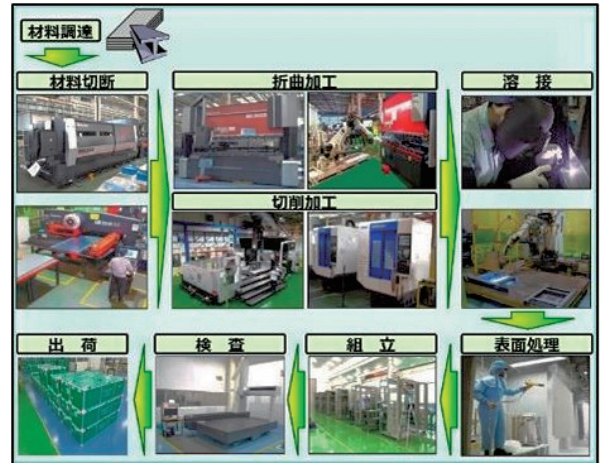 材料調達
材料切断
折曲加工
溶 接
切削加工
出 荷
検 査
組 立
表面処理